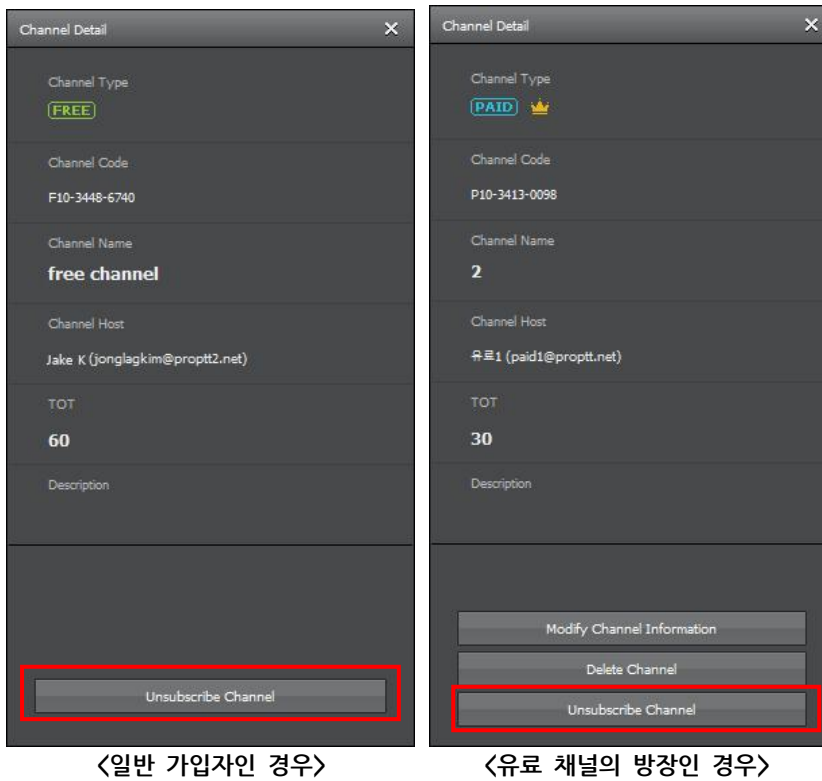 Channel Detail
Channel Type
FREE
Channel Code
F10-3448-6740
Channel Name
free channel
Channel Host
Jake K (jonglagkim@proptt2.net)
TOT
60
Description
Unsubscribe Channel
<일반 가입자인 경우>
Channel Detail
Channel Type
PAID
Channel Code
P10-3413-0098
Channel Name
2
Channel Host
유료1 (paid1@proptt.net)
TOT
30
Description
Modify Channel Information
Delete Channel
Unsubscribe Channel
<유료 채널의 방장인 경우>